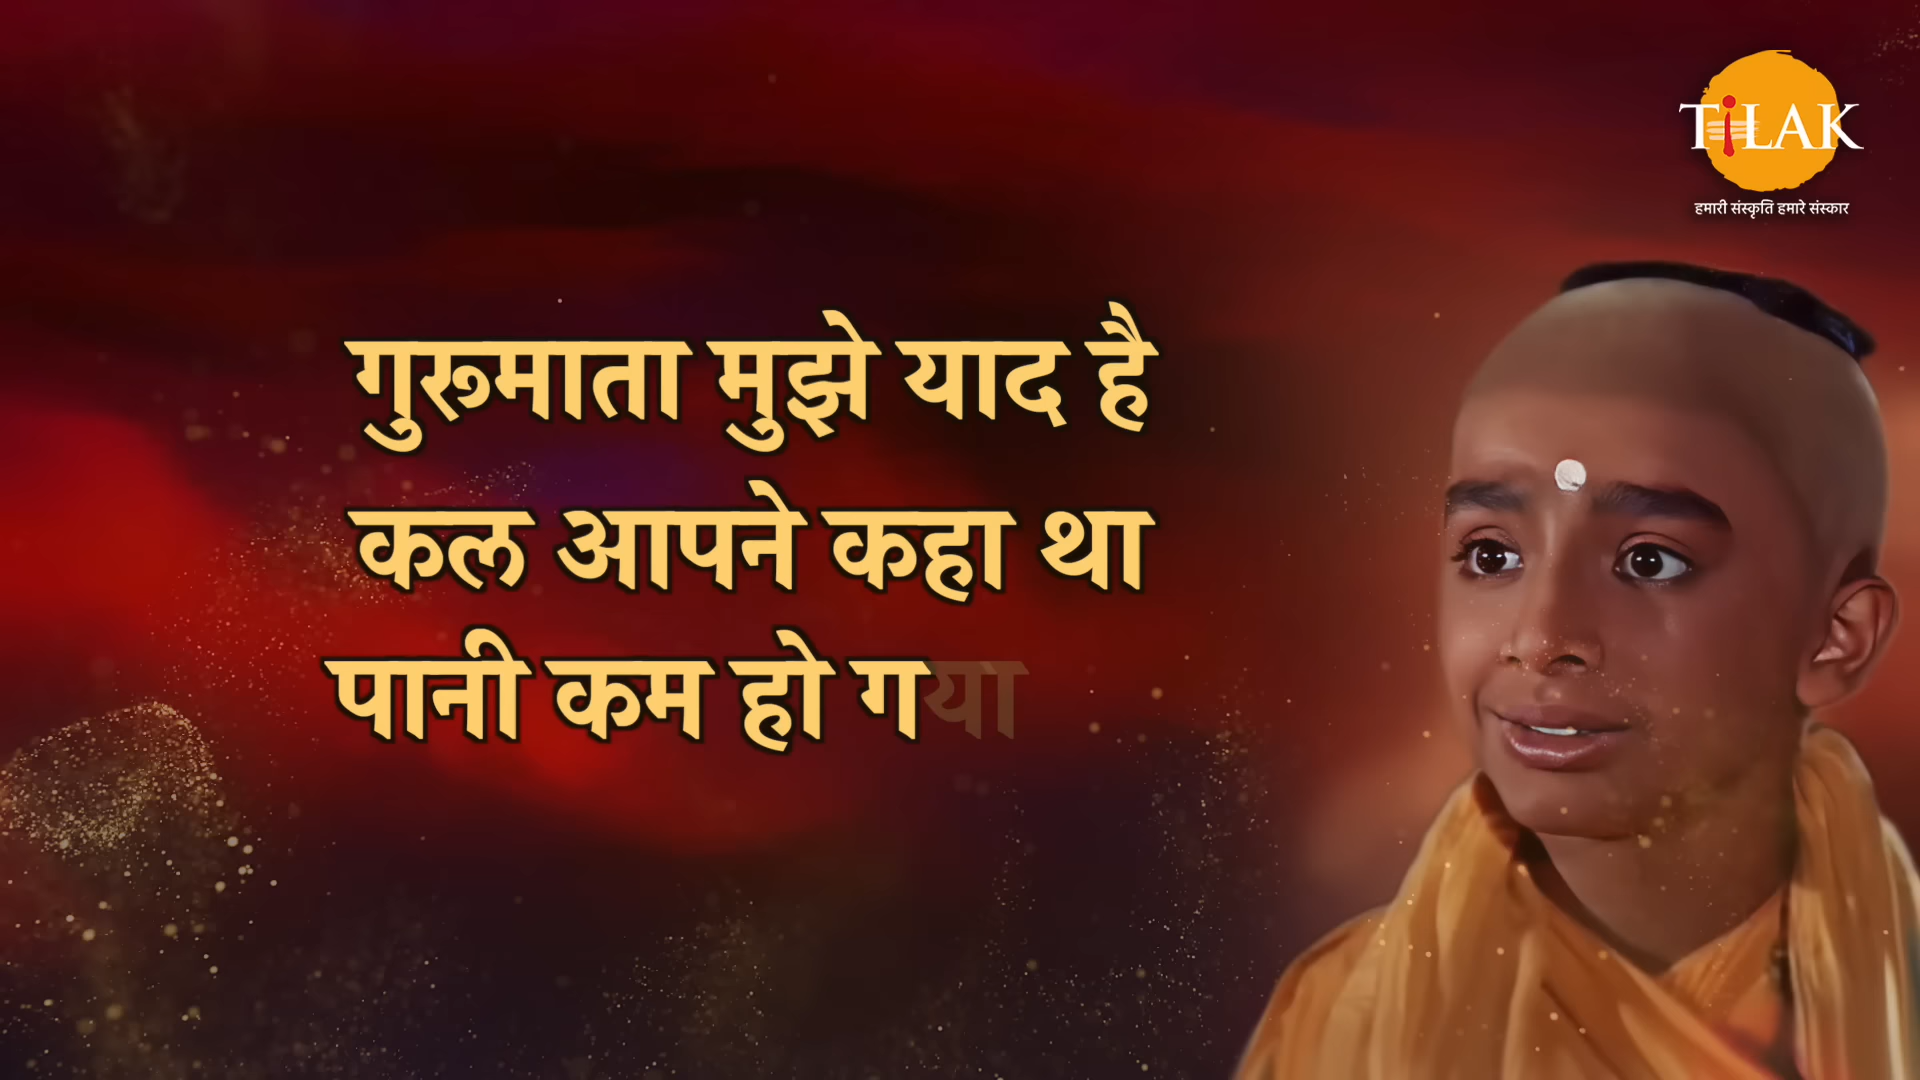 TiLAK
हमारी संस्कृति हमारे संस्कार
गुरूमाता मुझे याद है
कल आपने कहा था
पानी कम हो गया